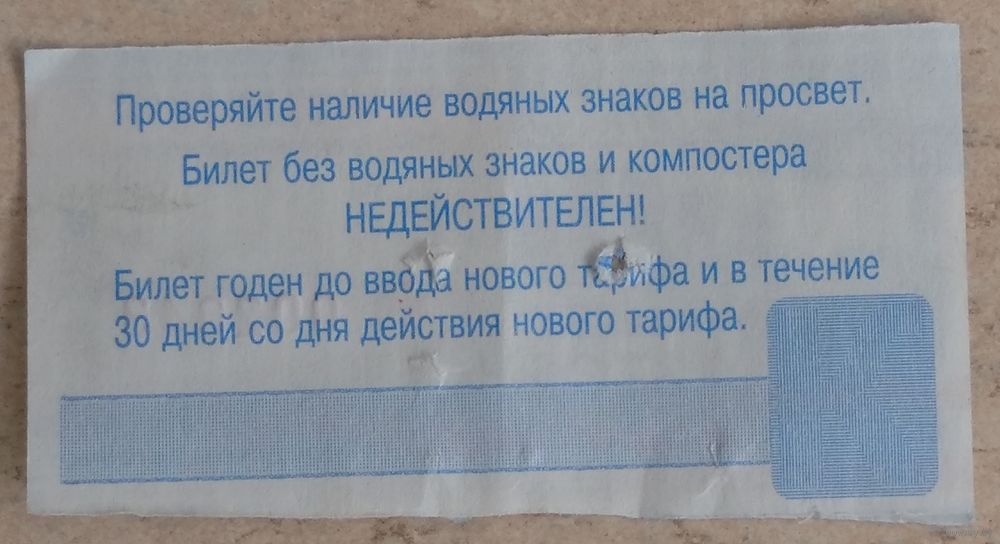 Проверяйте наличие водяных знаков на просвет.
Билет без водяных знаков и компостера
НЕДЕЙСТВИТЕЛЕН!
Билет годен до ввода нового тарифа и в течение
30 дней со дня действия нового тарифа.